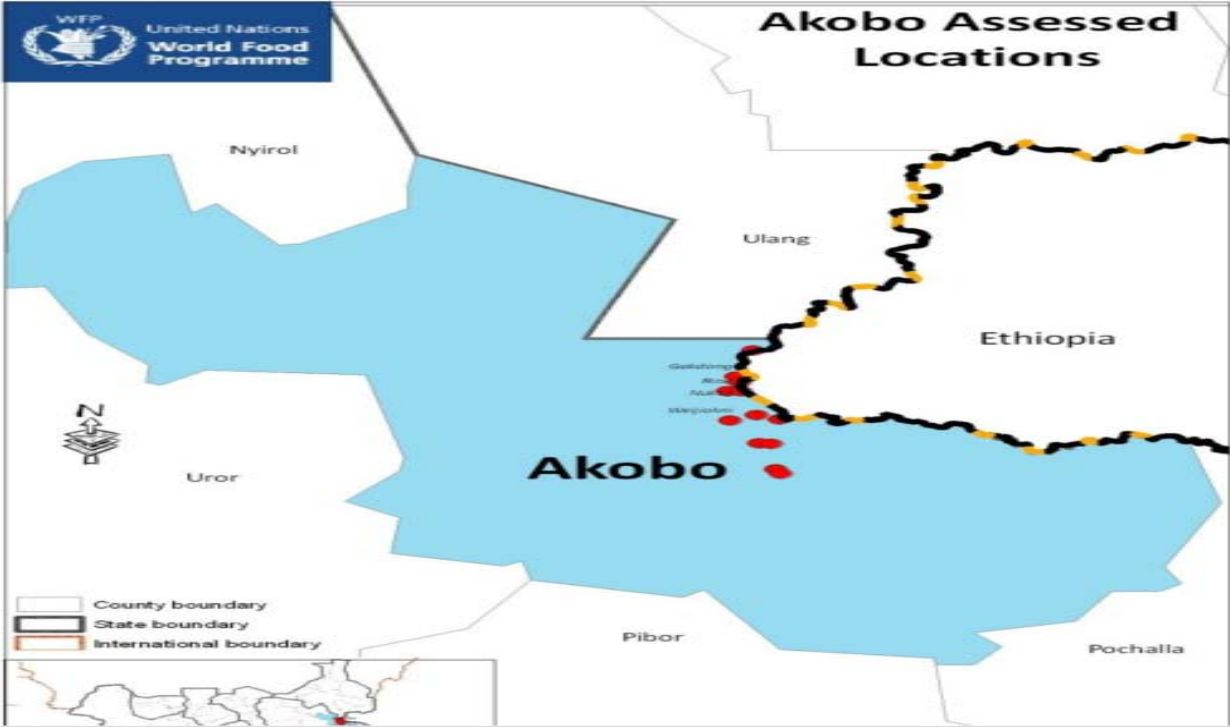 WFP
United Nations
World Food
Programme
Akobo Assessed
Locations
Nyirol
Ulang
Ethiopia
Akobo
Uror
N
County boundary
State boundary
International boundary
Pibor
Pochalla